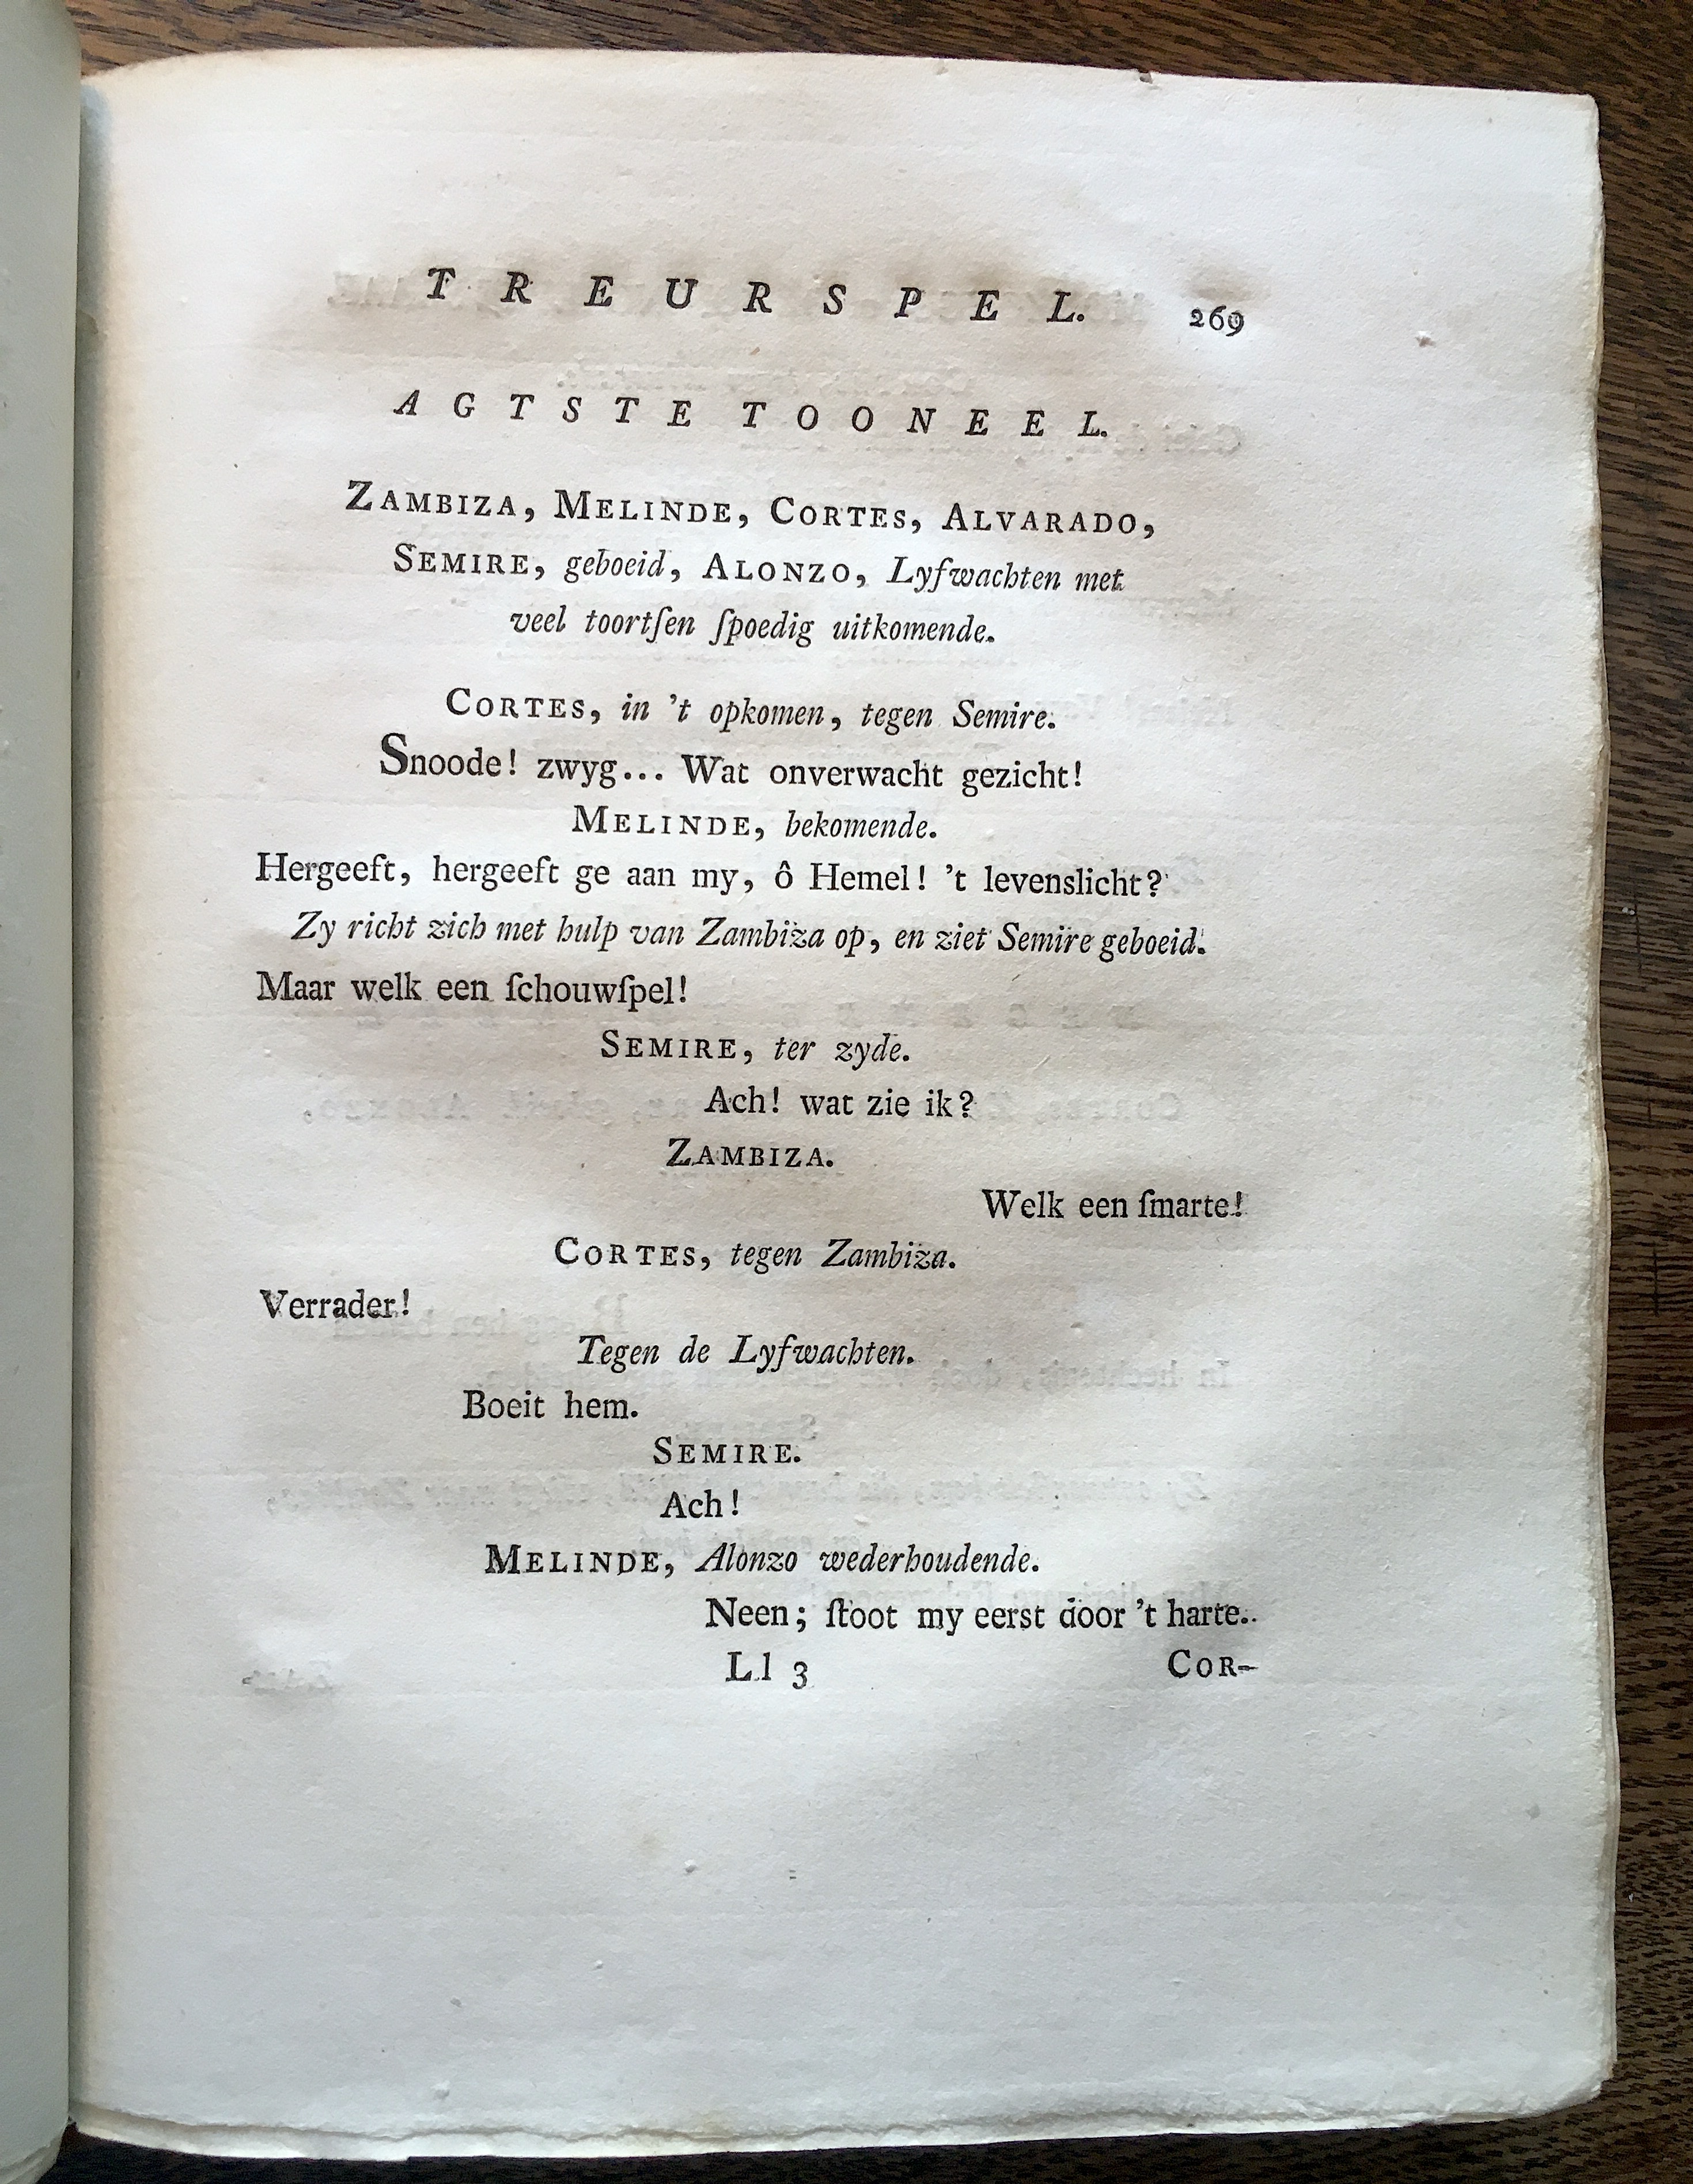 TREURSPEL. 269
AGTSTE TOONEEL.
ZAMBIZA, MELINDE, CORTES, ALVARADO,
SEMIRE, geboeid, ALONZO, Lyfwachten met
veel toortſen ſpoedig uitkomende.
CORTES, in 't opkomen, tegen Semire.
Snoode! zwyg... Wat onverwacht gezicht!
MELINDE, bekomende.
Hergeeft, hergeeft ge aan my, ô Hemel! 't levenslicht?
Zy richt zich met hulp van Zambiza op, en ziet Semire geboeid.
Maar welk een ſchouwſpel!
SEMIRE, ter zyde.
Ach! wat zie ik?
ZAMBIZA.
Welk een ſmarte!
CORTES, tegen Zambiza.
Verrader!
Tegen de Lyfwachten.
Boeit hem.
SEMIRE.
Ach!
MELINDE, Alonzo wederhoudende.
Neen; ſtoot my eerst door 't harte.
Ll 3 COR-